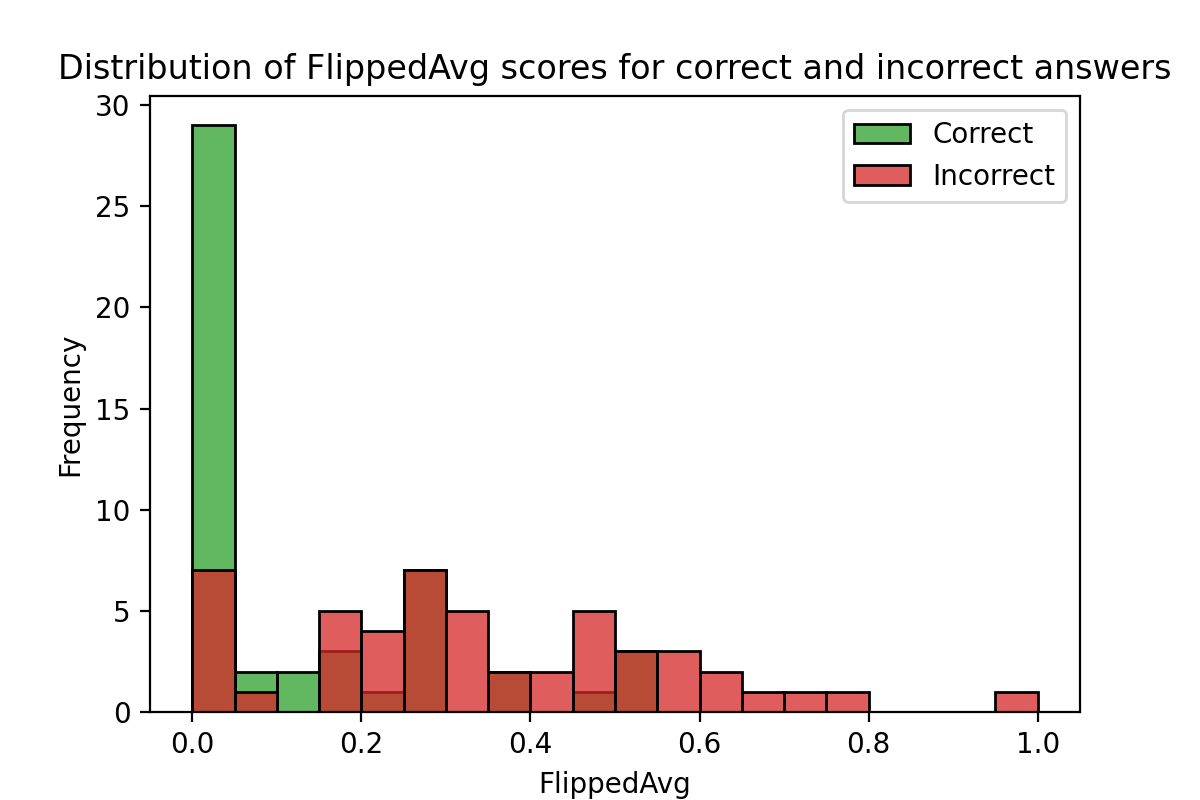 Distribution of FlippedAvg scores for correct and incorrect answers
30
25
20
15
10
5
0
Frequency
Correct
Incorrect
0.0 0.2 0.4 0.6 0.8 1.0
FlippedAvg